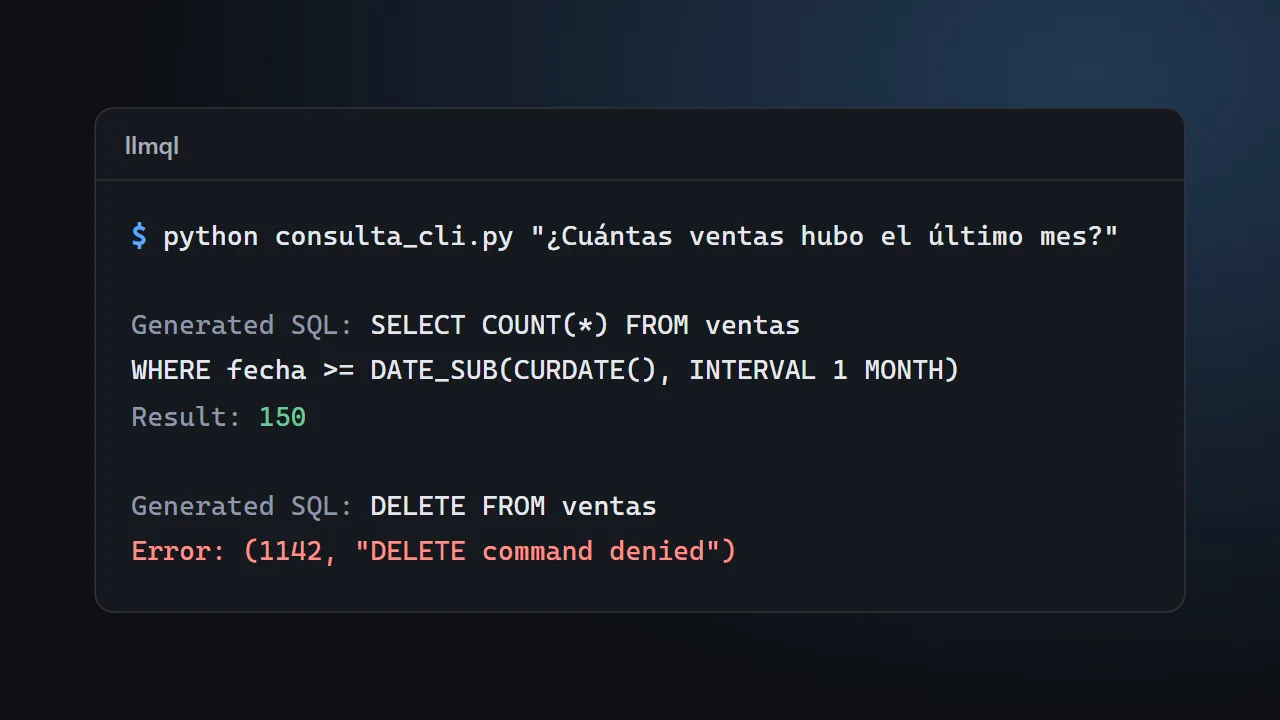 llmql
$ python consulta_cli.py "¿Cuántas ventas hubo el último mes?"
Generated SQL: SELECT COUNT(*) FROM ventas
WHERE fecha >= DATE_SUB(CURDATE(), INTERVAL 1 MONTH)
Result: 150
Generated SQL: DELETE FROM ventas
Error: (1142, "DELETE command denied")